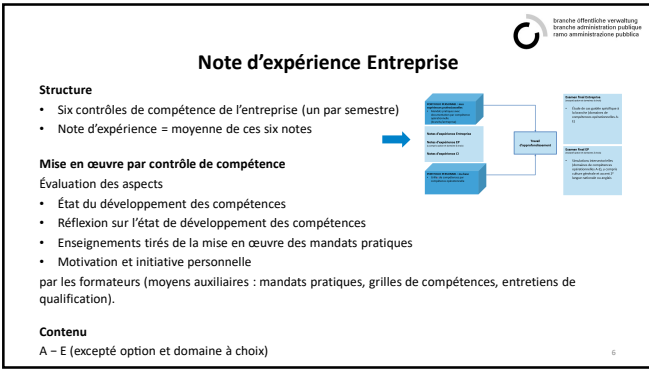 branche öffentliche verwaltung
branche administration publique
ramo amministrazione pubblica
Note d'expérience Entreprise
Structure
• Six contrôles de compétence de l'entreprise (un par semestre)
• Note d'expérience = moyenne de ces six notes
Mise en œuvre par contrôle de compétence
Évaluation des aspects
• État du développement des compétences
• Réflexion sur l'état de développement des compétences
• Enseignements tirés de la mise en œuvre des mandats pratiques
• Motivation et initiative personnelle
par les formateurs (moyens auxiliaires : mandats pratiques, grilles de compétences, entretiens de
qualification).
Contenu
A – E (excepté option et domaine à choix)
Notes d'expérience Entreprise
Notes d'expérience EP
Notes d'expérience CI
Travail
d'approfondissement
Examen final Entreprise
Examen final EP
6